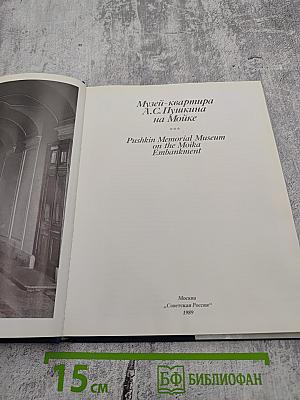 Музей-квартира
А.С.Пушкина
на Мойке
***
Pushkin Memorial Museum
on the Moika
Embankment
Москва
„Советская Россия“
1989
15 см
БФ БИБЛИОФАН